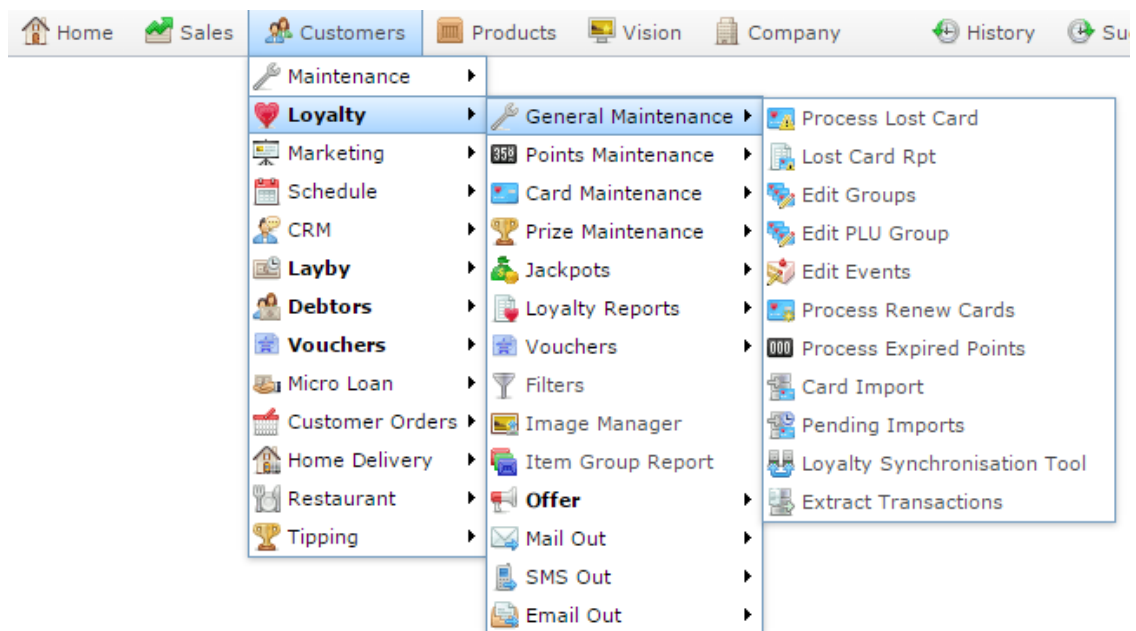 Home Sales Customers Products Vision Company History Su
Maintenance
Loyalty
Marketing
Schedule
CRM
Layby
Debtors
Vouchers
Micro Loan
Customer Orders
Home Delivery
Restaurant
Tipping
General Maintenance
358 Points Maintenance
Card Maintenance
Prize Maintenance
Jackpots
Loyalty Reports
Vouchers
Filters
Image Manager
Item Group Report
Offer
Mail Out
SMS Out
Email Out
Process Lost Card
Lost Card Rpt
Edit Groups
Edit PLU Group
Edit Events
Process Renew Cards
000 Process Expired Points
Card Import
Pending Imports
Loyalty Synchronisation Tool
Extract Transactions